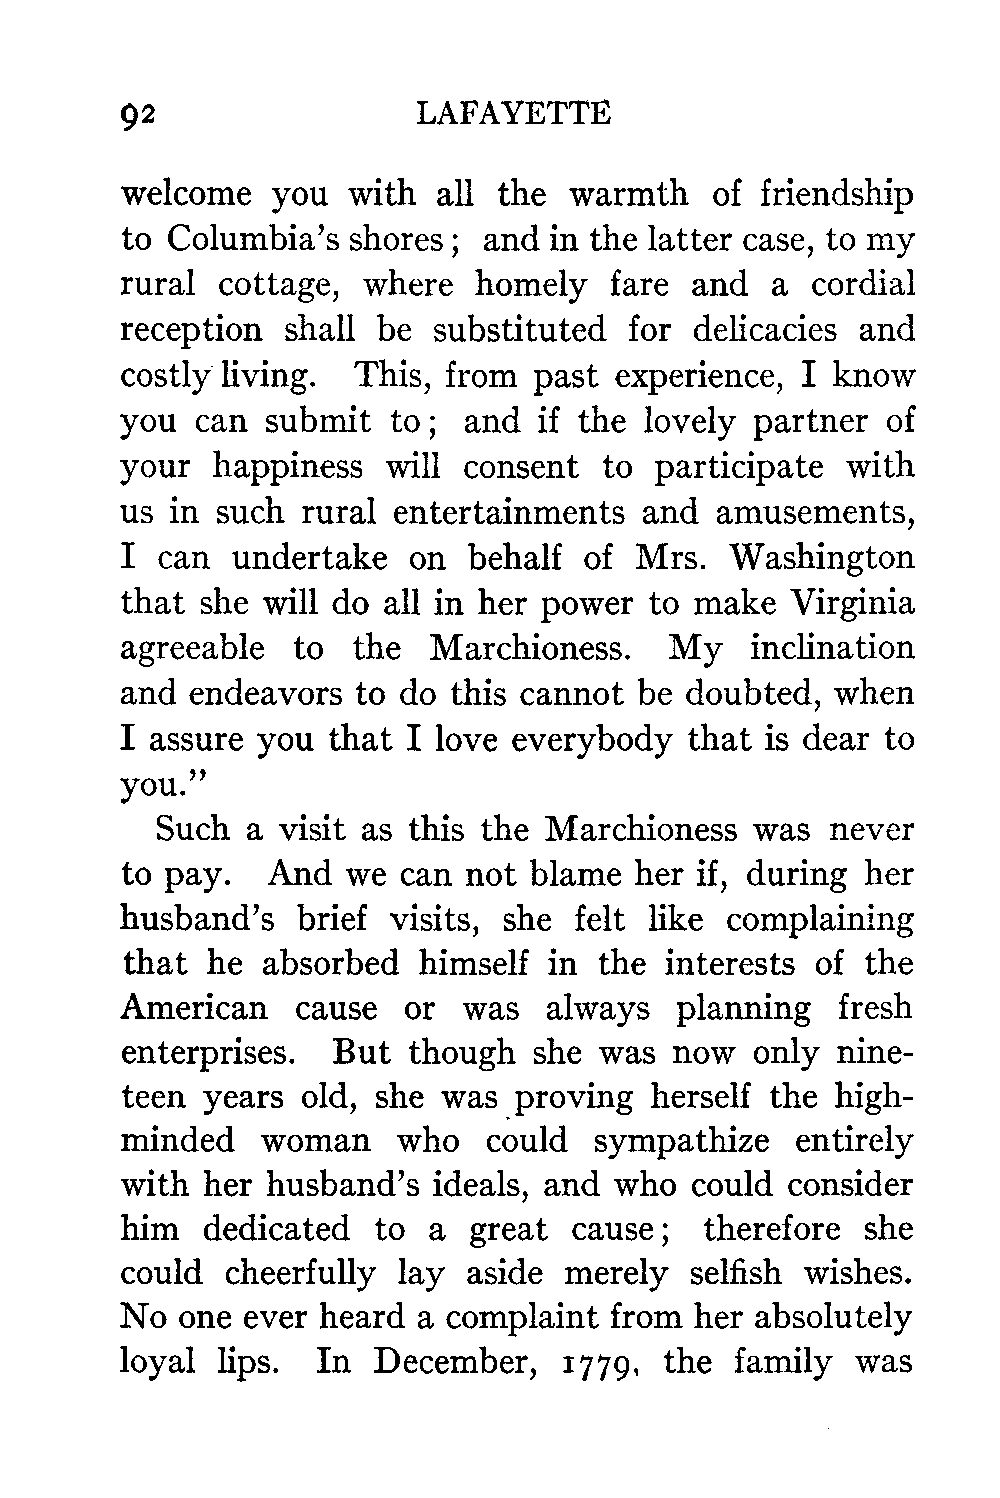 92 LAFAYETTE
welcome you with all the warmth of friendship
to Columbia's shores; and in the latter case, to my
rural cottage, where homely fare and a cordial
reception shall be substituted for delicacies and
costly living. This, from past experience, I know
you can submit to; and if the lovely partner of
your happiness will consent to participate with
us in such rural entertainments and amusements,
I can undertake on behalf of Mrs. Washington
that she will do all in her power to make Virginia
agreeable to the Marchioness. My inclination
and endeavors to do this cannot be doubted, when
I assure you that I love everybody that is dear to
you."
Such a visit as this the Marchioness was never
to pay. And we can not blame her if, during her
husband's brief visits, she felt like complaining
that he absorbed himself in the interests of the
American cause or was always planning fresh
enterprises. But though she was now only nine-
teen years old, she was proving herself the high-
minded woman who could sympathize entirely
with her husband's ideals, and who could consider
him dedicated to a great cause; therefore she
could cheerfully lay aside merely selfish wishes.
No one ever heard a complaint from her absolutely
loyal lips. In December, 1779, the family was